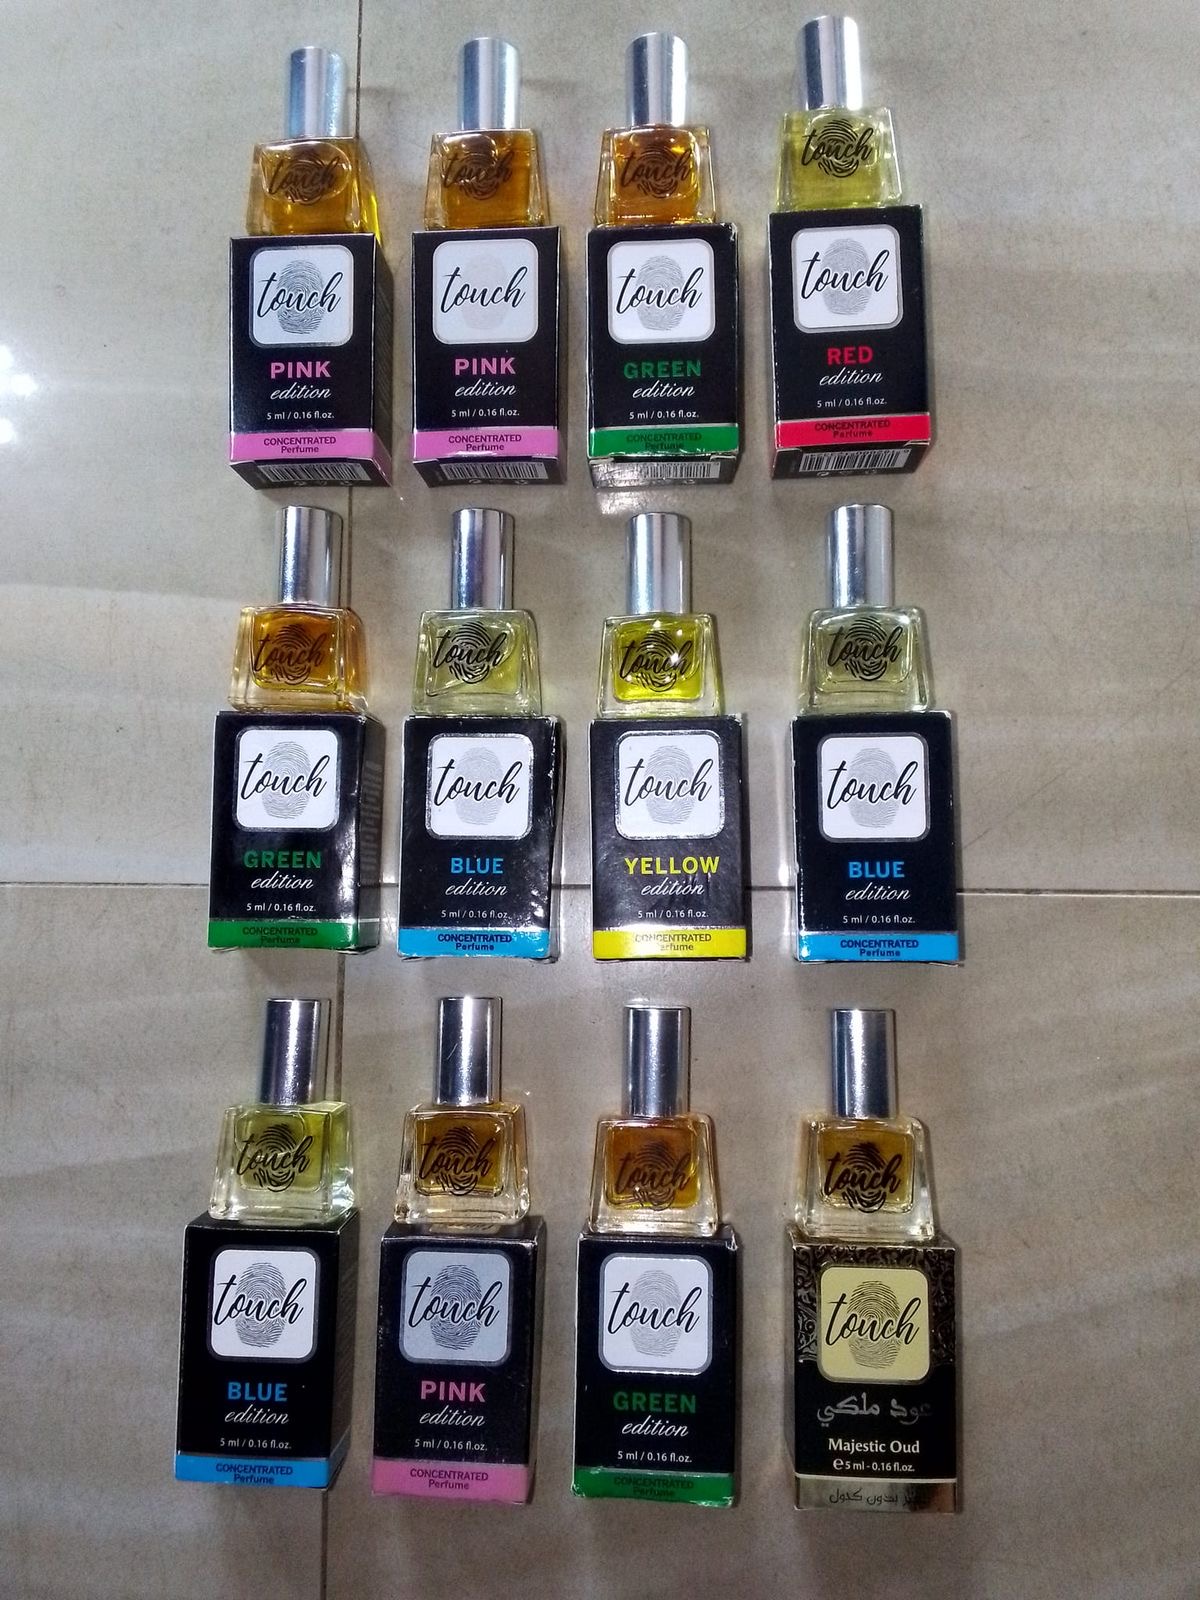 touch
touch
PINK
edition
5 ml / 0.16 fl.oz.
CONCENTRATED
Perfume
touch
touch
PINK
edition
5 ml / 0.16 fl.oz.
CONCENTRATED
Perfume
touch
touch
GREEN
edition
5 ml / 0.16 fl.oz.
CONCENTRATED
Perfume
touch
touch
RED
edition
5 ml / 0.16 fl.oz.
CONCENTRATED
Perfume
touch
touch
GREEN
edition
5 ml / 0.16 fl.oz.
CONCENTRATED
Perfume
touch
touch
BLUE
edition
5 ml / 0.16 fl.oz.
CONCENTRATED
Perfume
touch
touch
YELLOW
edition
5 ml / 0.16 fl.oz.
CONCENTRATED
erfume
touch
touch
BLUE
edition
5 ml / 0.16 fl.oz.
CONCENTRATED
Perfume
touch
touch
BLUE
edition
5 ml / 0.16 fl.oz.
CONCENTRATED
Perfume
touch
touch
PINK
edition
5 ml / 0.16 fl.oz.
CONCENTRATED
Perfume
touch
touch
GREEN
edition
5 ml / 0.16 fl.oz.
CONCENTRATED
Perfume
touch
touch
عود ملكي
Majestic Oud
℮ 5 ml - 0.16 fl.oz.
بدون كحول